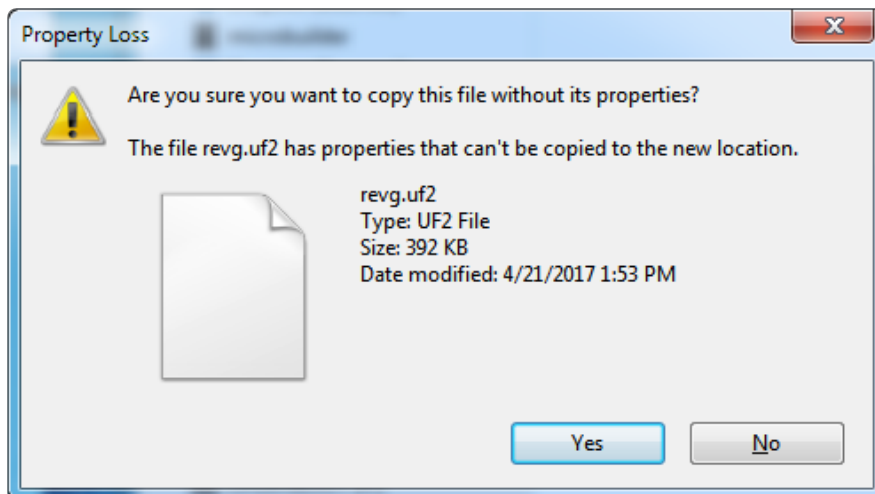 Property Loss
Are you sure you want to copy this file without its properties?
The file revg.uf2 has properties that can't be copied to the new location.
revg.uf2
Type: UF2 File
Size: 392 KB
Date modified: 4/21/2017 1:53 PM
Yes
No